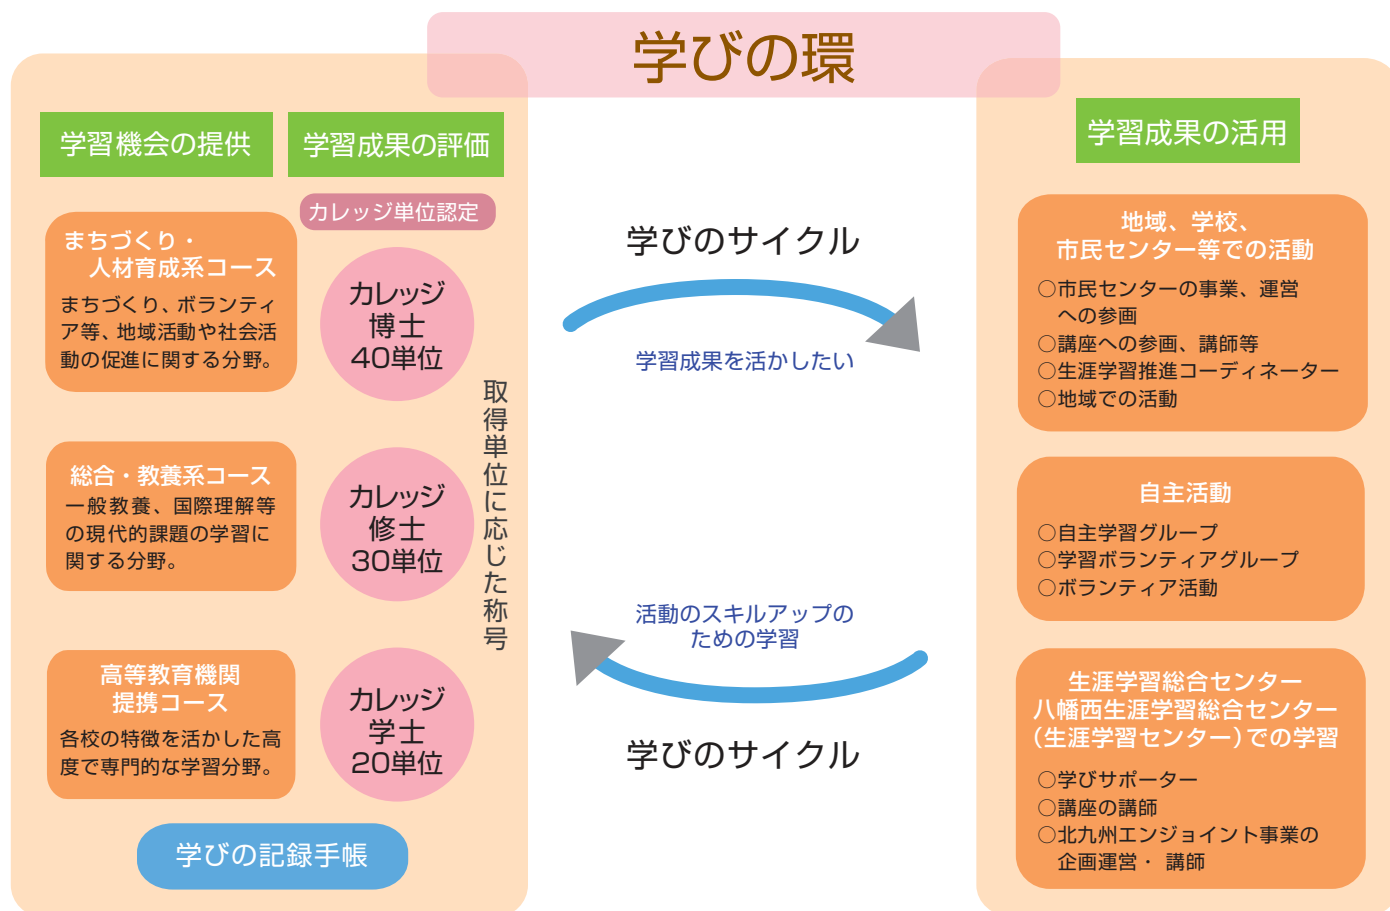 学びの環
学習機会の提供
学習成果の評価
まちづくり・
人材育成系コース
まちづくり、ボランティ
ア等、地域活動や社会活
動の促進に関する分野。
総合・教養系コース
一般教養、国際理解等
の現代的課題の学習に
関する分野。
高等教育機関
提携コース
各校の特徴を活かした高
度で専門的な学習分野。
カレッジ単位認定
カレッジ
博士
40単位
カレッジ
修士
30単位
カレッジ
学士
20単位
取得単位に応じた称号
学びの記録手帳
学びのサイクル
学習成果を活かしたい
活動のスキルアップの
ための学習
学びのサイクル
学習成果の活用
地域、学校、
市民センター等での活動
○市民センターの事業、運営
への参画
○講座への参画、講師等
○生涯学習推進コーディネーター
○地域での活動
自主活動
○自主学習グループ
○学習ボランティアグループ
○ボランティア活動
生涯学習総合センター
八幡西生涯学習総合センター
(生涯学習センター)での学習
○学びサポーター
○講座の講師
○北九州エンジョイント事業の
企画運営・ 講師